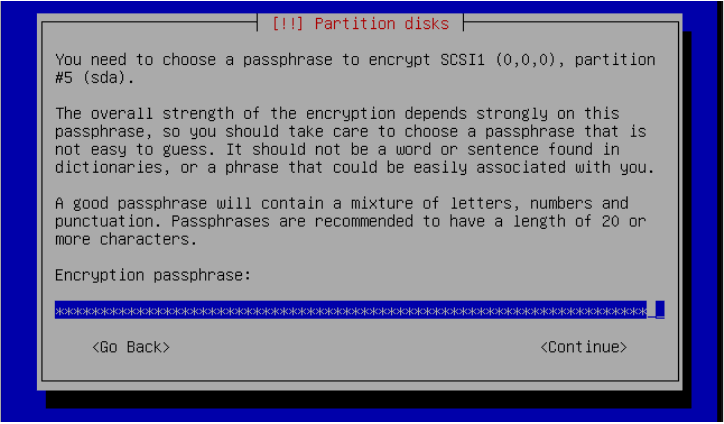 [!!] Partition disks
You need to choose a passphrase to encrypt SCSI1 (0,0,0), partition
#5 (sda).
The overall strength of the encryption depends strongly on this
passphrase, so you should take care to choose a passphrase that is
not easy to guess. It should not be a word or sentence found in
dictionaries, or a phrase that could be easily associated with you.
A good passphrase will contain a mixture of letters, numbers and
punctuation. Passphrases are recommended to have a length of 20 or
more characters.
Encryption passphrase:
******************************************************************_
<Go Back> <Continue>